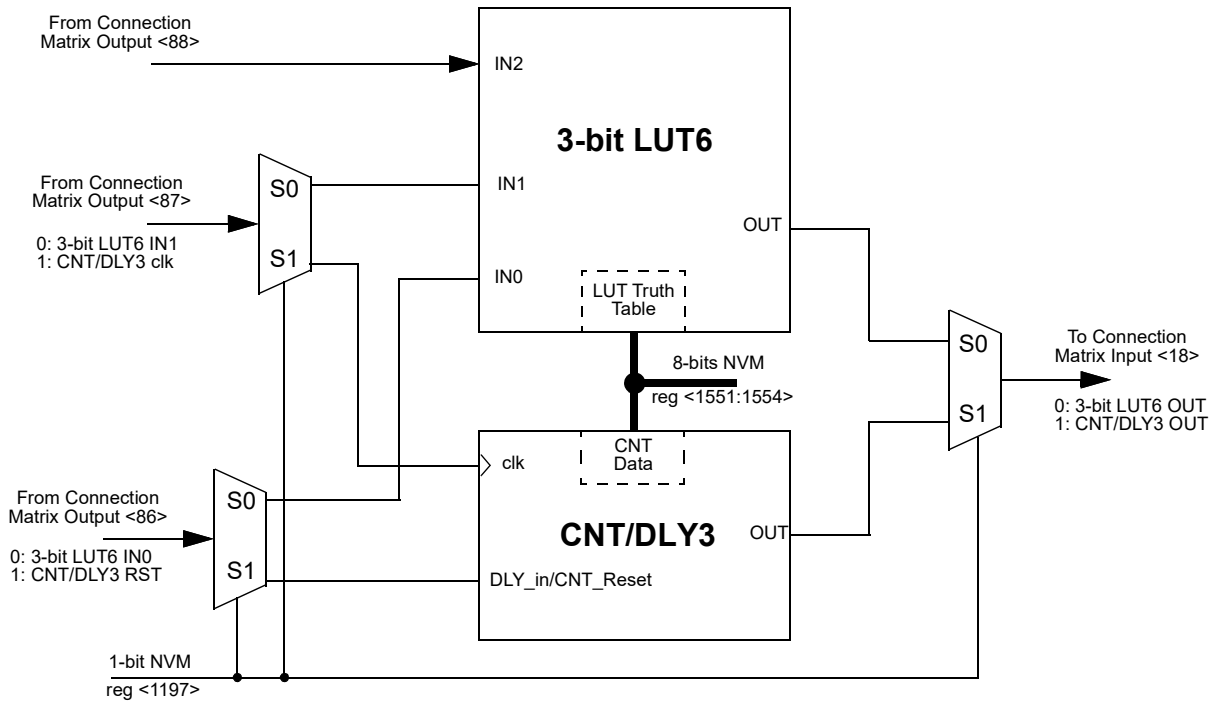 From Connection
Matrix Output <88>
IN2
3-bit LUT6
From Connection
Matrix Output <87>
0: 3-bit LUT6 IN1
1: CNT/DLY3 clk
S0
S1
IN1
IN0
OUT
LUT Truth
Table
8-bits NVM
reg <1551:1554>
S0
S1
To Connection
Matrix Input <18>
0: 3-bit LUT6 OUT
1: CNT/DLY3 OUT
CNT
Data
clk
CNT/DLY3
OUT
DLY_in/CNT_Reset
From Connection
Matrix Output <86>
0: 3-bit LUT6 IN0
1: CNT/DLY3 RST
S0
S1
1-bit NVM
reg <1197>